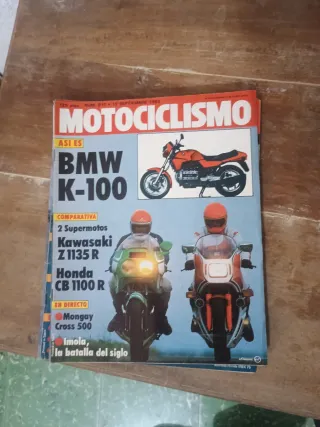 MOTOCICLISMO
ASI ES
BMW
K-100
COMPARATIVA
2 Supermotos
Kawasaki
Z 1135 R
Honda
CB 1100 R
EN DIRECTO
Mongay
Cross 500
Imola,
la batalla del siglo